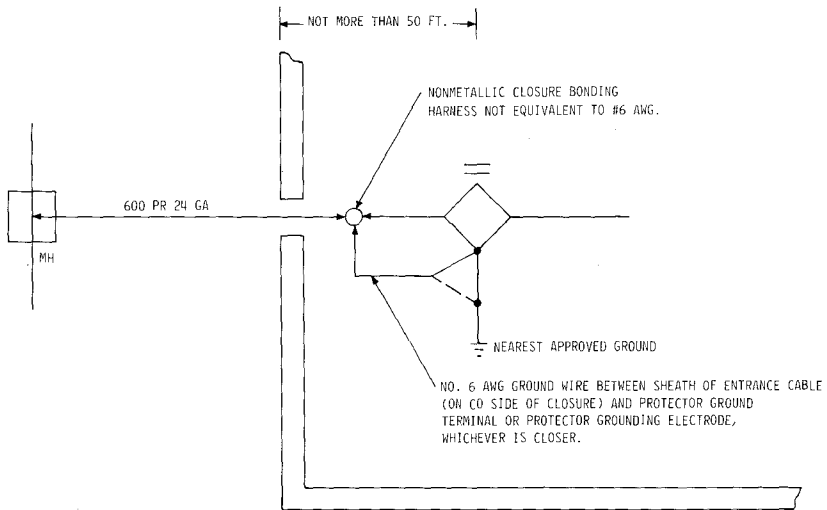 NOT MORE THAN 50 FT.
NONMETALLIC CLOSURE BONDING
HARNESS NOT EQUIVALENT TO #6 AWG.
600 PR 24 GA
MH
NEAREST APPROVED GROUND
NO. 6 AWG GROUND WIRE BETWEEN SHEATH OF ENTRANCE CABLE
(ON CO SIDE OF CLOSURE) AND PROTECTOR GROUND
TERMINAL OR PROTECTOR GROUNDING ELECTRODE,
WHICHEVER IS CLOSER.